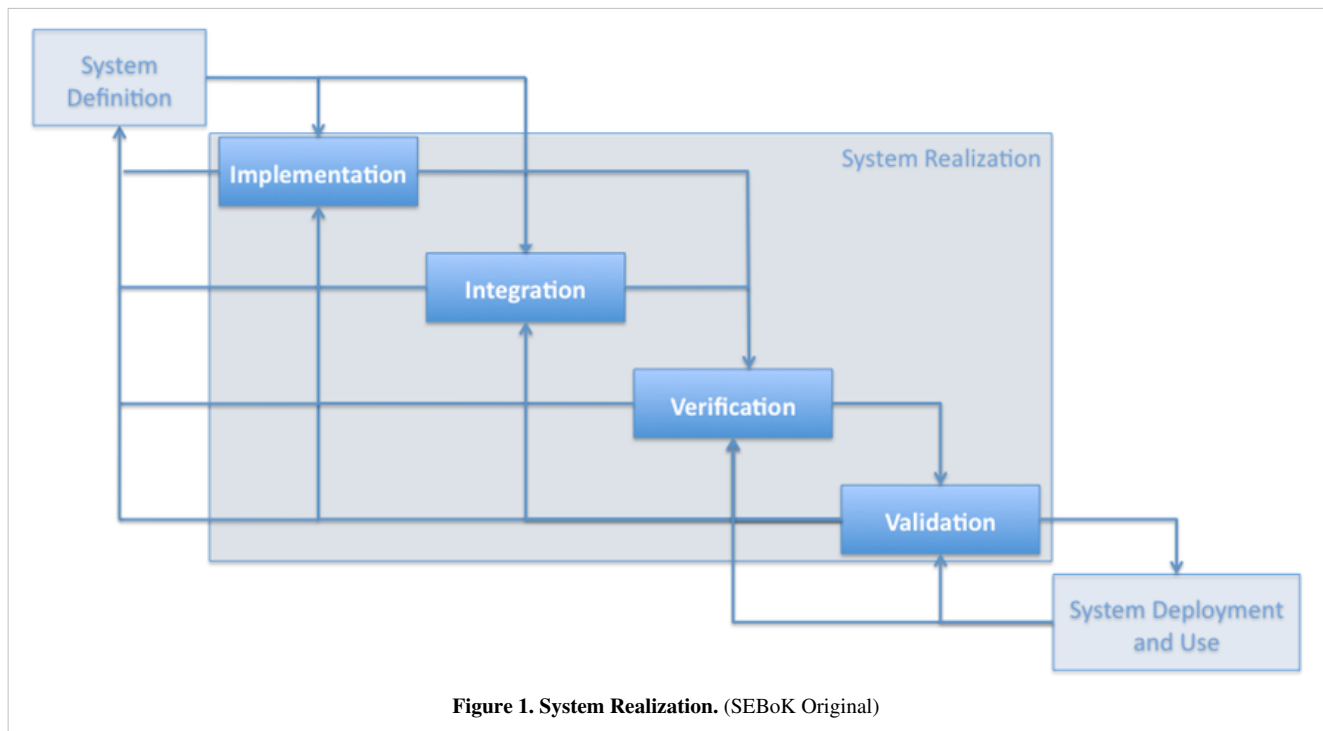 System
Definition
System Realization
Implementation
Integration
Verification
Validation
System Deployment
and Use
Figure 1. System Realization. (SEBoK Original)